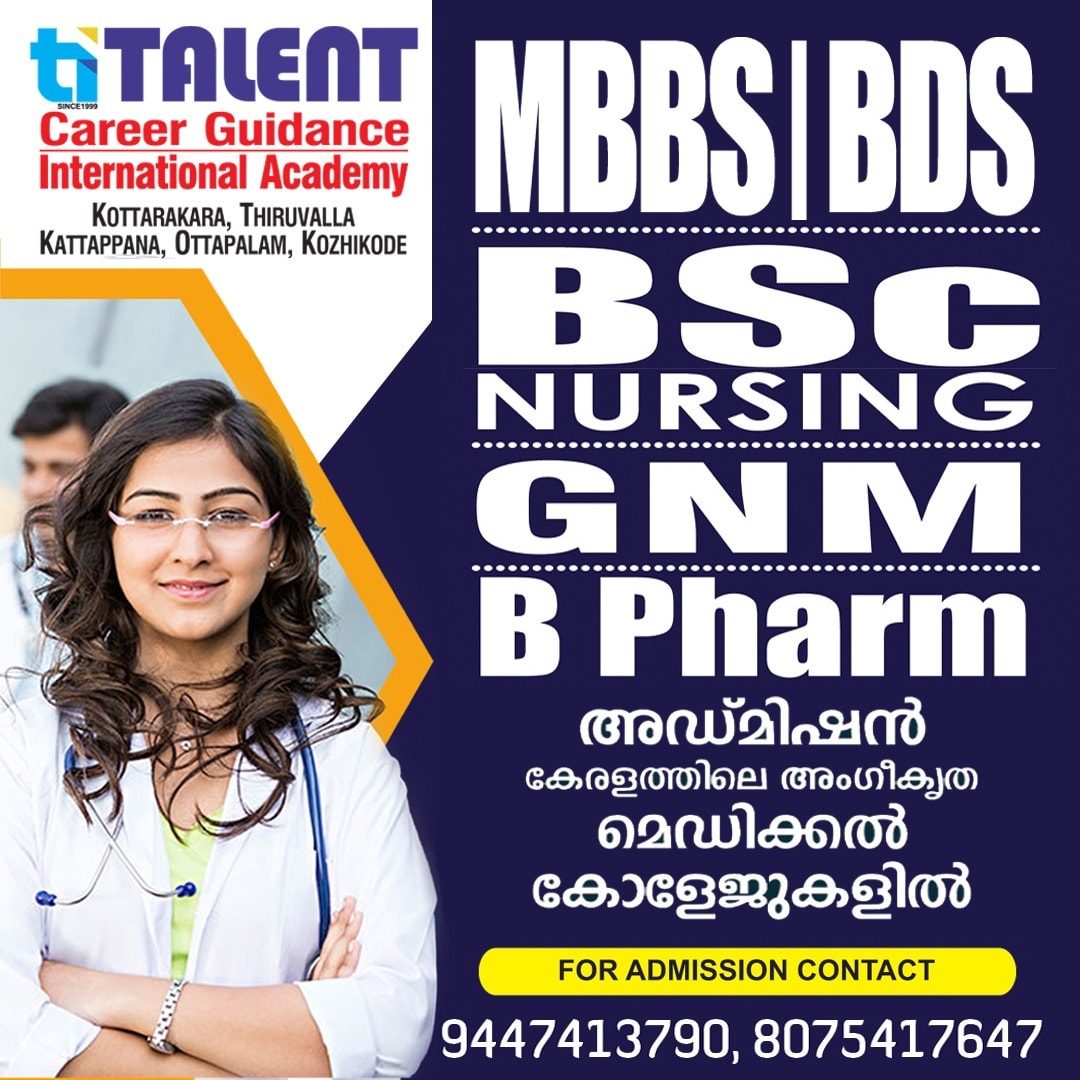 ti TALENT
SINCE1999
Career Guidance
International Academy
KOTTARAKARA, THIRUVALLA
KATTAPPANA, OTTAPALAM, KOZHIKODE
MBBS | BDS
BSc
NURSING
GNM
B Pharm
അഡ്മിഷൻ
കേരളത്തിലെ അംഗീകൃത
മെഡിക്കൽ
കോളേജുകളിൽ
FOR ADMISSION CONTACT
9447413790, 8075417647